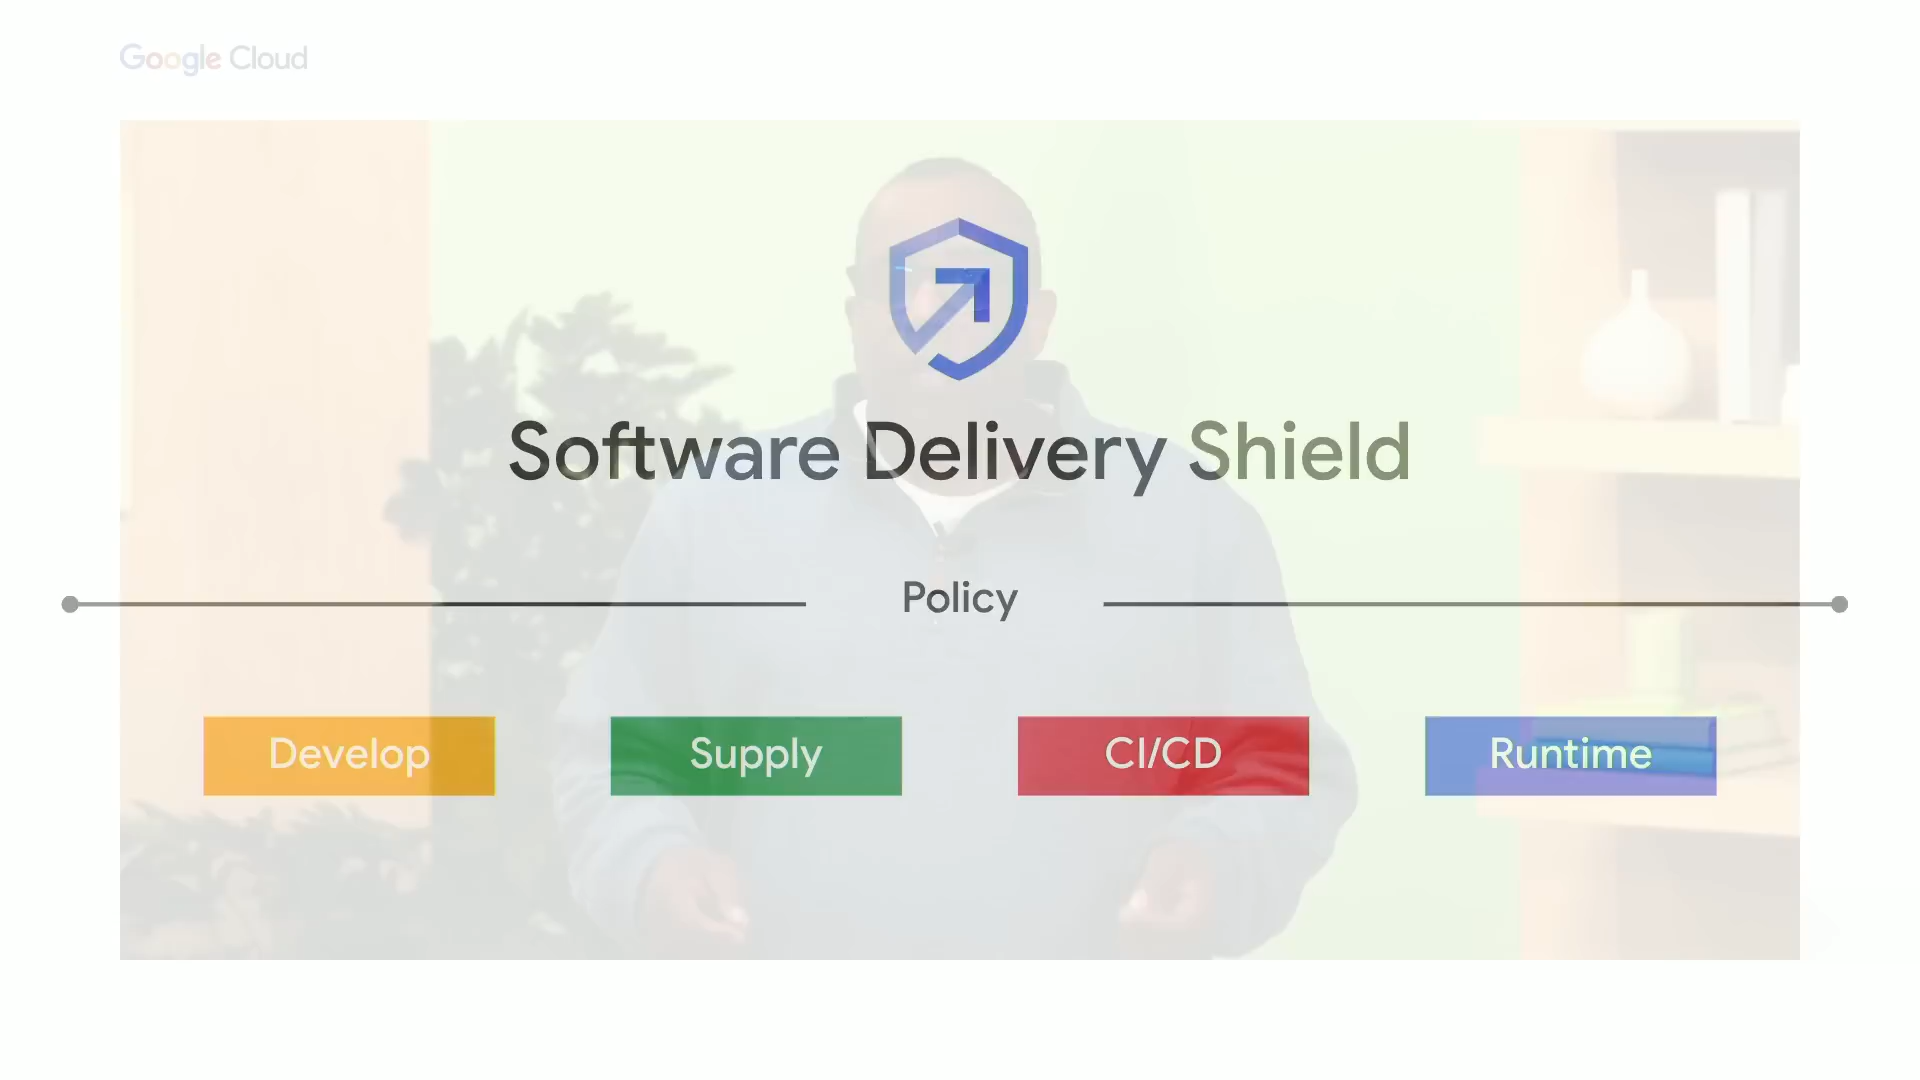 Google Cloud
Software Delivery Shield
Policy
Develop
Supply
CI/CD
Runtime